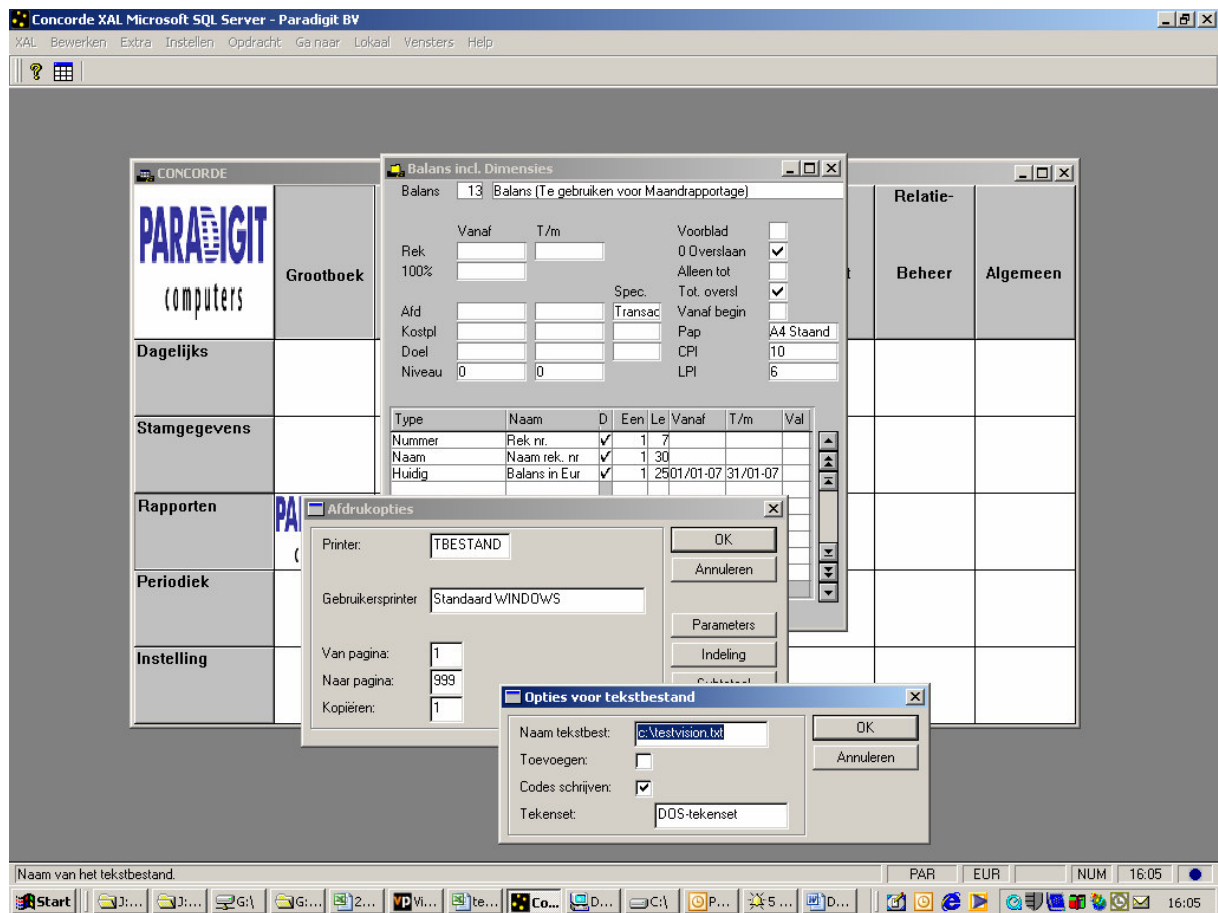 Concorde XAL Microsoft SQL Server - Paradigit BV
XAL Bewerken Extra Instellen Opdracht Ga naar Lokaal Vensters Help
CONCORDE
PARADIGIT
computers
Grootboek
Relatie-
Beheer
Algemeen
Dagelijks
Stamgegevens
Rapporten
Periodiek
Instelling
Balans incl. Dimensies
Balans 13 Balans (Te gebruiken voor Maandrapportage)
Vanaf T/m Voorblad
Rek 0 Overslaan
100% Alleen tot
Spec. Tot. oversl
Afd Transac Vanaf begin
Kostpl Pap A4 Staand
Doel CPI 10
Niveau 0 0 LPI 6
Type Naam D Een Le Vanaf T/m Val
Nummer Rek nr. 1 7
Naam Naam rek. nr 1 30
Huidig Balans in Eur 1 25 01/01-07 31/01-07
Afdrukopties
Printer: TBESTAND OK
Annuleren
Gebruikersprinter Standaard WINDOWS
Parameters
Van pagina: 1 Indeling
Naar pagina: 999 Subtotaal
Kopiëren: 1
Opties voor tekstbestand
Naam tekstbest: c:\testvision.txt OK
Toevoegen: Annuleren
Codes schrijven:
Tekenset: DOS-tekenset
Naam van het tekstbestand. PAR EUR NUM 16:05
Start J:... J:... G:\ G:... 2... Vi... te... Co... D... C:\ P... 5 ... D... 16:05